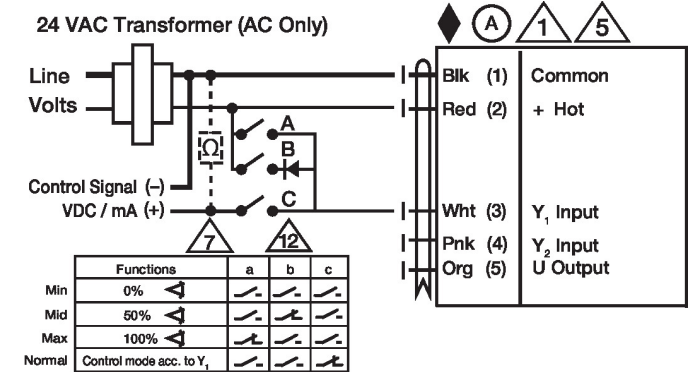 24 VAC Transformer (AC Only)
A 1 5
Line
Volts
Blk (1) Common
Red (2) + Hot
A
Ω
B
Control Signal (–)
VDC / mA (+)
C
Wht (3) Y₁ Input
Pnk (4) Y₂ Input
Org (5) U Output
7 12
Functions a b c
Min 0%
Mid 50%
Max 100%
Normal Control mode acc. to Y₁